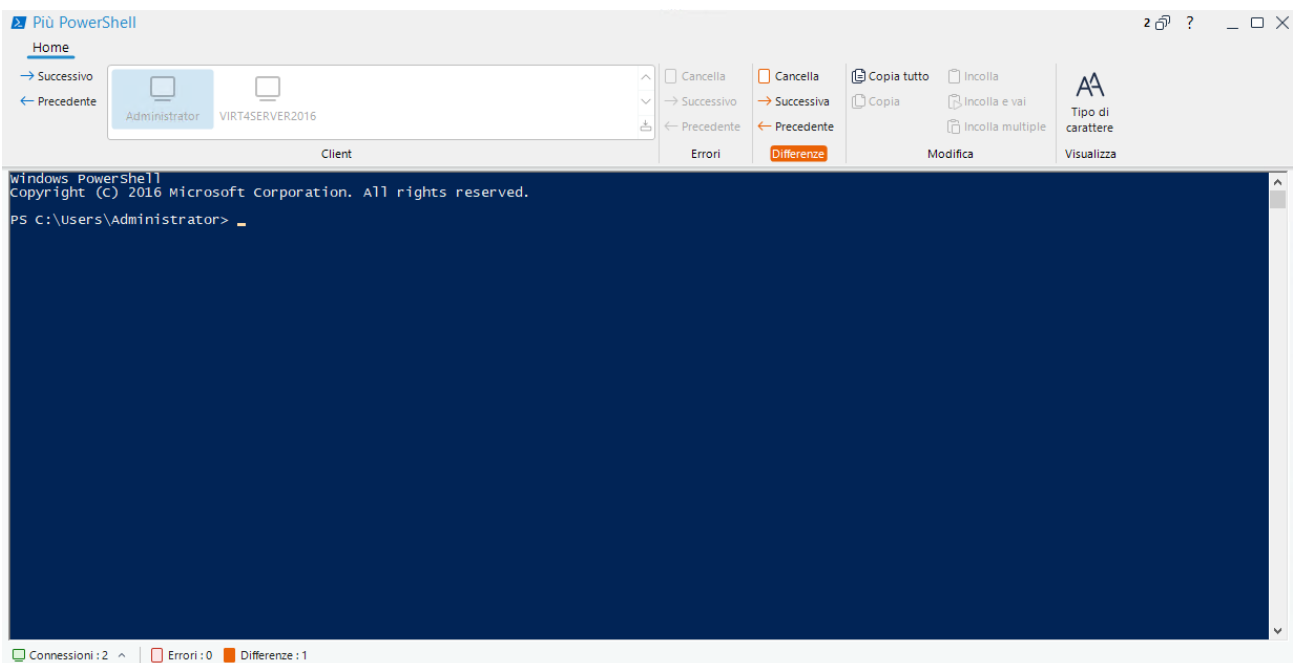 Più PowerShell
2 ?
Home
Successivo
Precedente
Administrator
VIRT4SERVER2016
Client
Cancella
Successivo
Precedente
Errori
Cancella
Successiva
Precedente
Differenze
Copia tutto
Copia
Incolla
Incolla e vai
Incolla multiple
Modifica
AA
Tipo di
carattere
Visualizza
Windows PowerShell
Copyright (C) 2016 Microsoft Corporation. All rights reserved.
PS C:\Users\Administrator> _
Connessioni : 2 Errori : 0 Differenze : 1